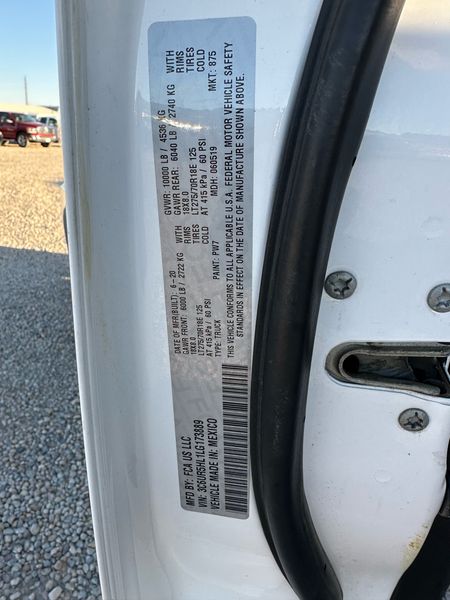 MFD BY: FCA US LLC
DATE OF MFR(BUILT): 6-20
GVWR: 10000 LB / 4536 KG
GAWR FRONT: 6000 LB / 2722 KG WITH
18X8.0 RIMS
LT275/70R18E 125 TIRES
AT 415 kPa / 60 PSI COLD
GAWR REAR: 6040 LB / 2740 KG WITH
18X8.0 RIMS
LT275/70R18E 125 TIRES
AT 415 kPa / 60 PSI COLD
VIN: 3C6UR5HL1LG173889
TYPE: TRUCK
PAINT: PW7
MDH: 060519
MKT: 875
VEHICLE MADE IN: MEXICO
THIS VEHICLE CONFORMS TO ALL APPLICABLE U.S.A. FEDERAL MOTOR VEHICLE SAFETY
STANDARDS IN EFFECT ON THE DATE OF MANUFACTURE SHOWN ABOVE.